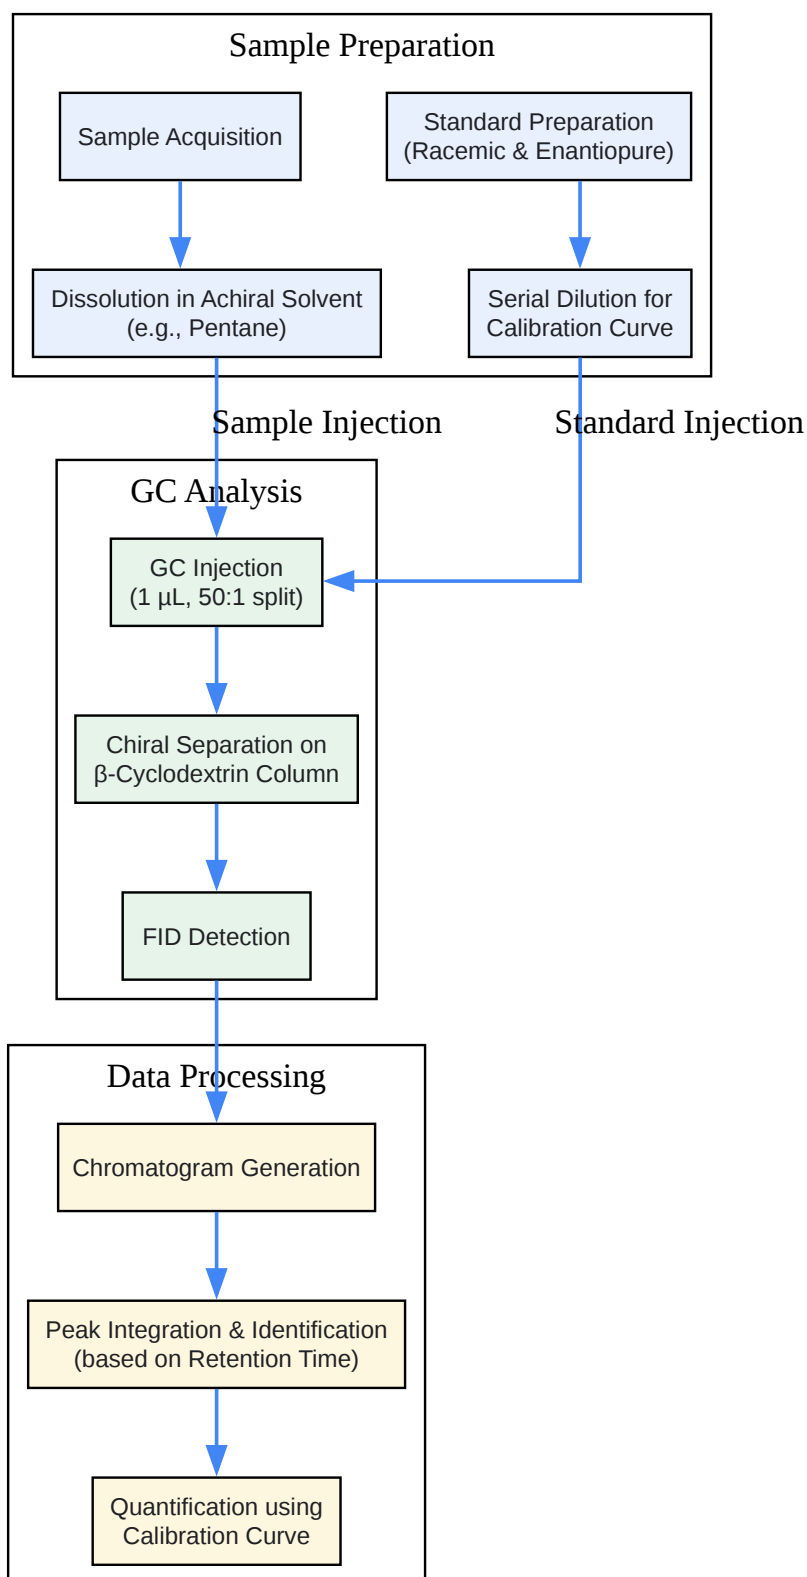 Sample Preparation
Sample Acquisition
Standard Preparation
(Racemic & Enantiopure)
Dissolution in Achiral Solvent
(e.g., Pentane)
Serial Dilution for
Calibration Curve
Sample Injection
Standard Injection
GC Analysis
GC Injection
(1 µL, 50:1 split)
Chiral Separation on
β-Cyclodextrin Column
FID Detection
Data Processing
Chromatogram Generation
Peak Integration & Identification
(based on Retention Time)
Quantification using
Calibration Curve